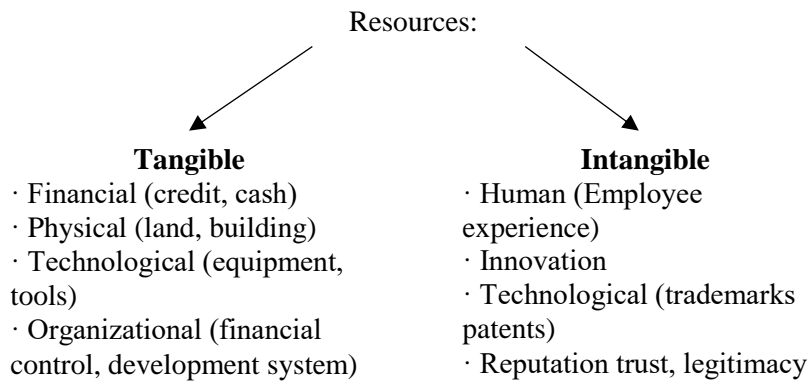 Resources:
Tangible
· Financial (credit, cash)
· Physical (land, building)
· Technological (equipment,
tools)
· Organizational (financial
control, development system)
Intangible
· Human (Employee
experience)
· Innovation
· Technological (trademarks
patents)
· Reputation trust, legitimacy